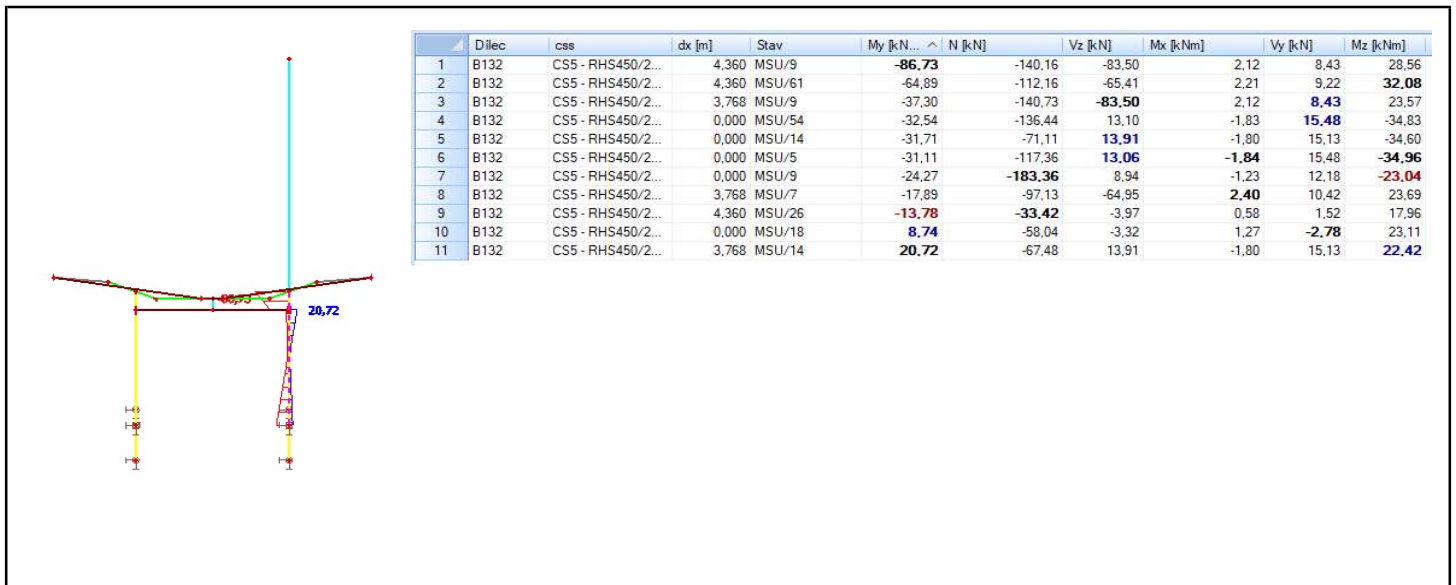 Dílec css dx [m] Stav My [kN... N [kN] Vz [kN] Mx [kNm] Vy [kN] Mz [kNm]
1 B132 CS5 - RHS450/2... 4,360 MSU/9 -86,73 -140,16 -83,50 2,12 8,43 28,56
2 B132 CS5 - RHS450/2... 4,360 MSU/61 -64,89 -112,16 -65,41 2,21 9,22 32,08
3 B132 CS5 - RHS450/2... 3,768 MSU/9 -37,30 -140,73 -83,50 2,12 8,43 23,57
4 B132 CS5 - RHS450/2... 0,000 MSU/54 -32,54 -136,44 13,10 -1,83 15,48 -34,83
5 B132 CS5 - RHS450/2... 0,000 MSU/14 -31,71 -71,11 13,91 -1,80 15,13 -34,60
6 B132 CS5 - RHS450/2... 0,000 MSU/5 -31,11 -117,36 13,06 -1,84 15,48 -34,96
7 B132 CS5 - RHS450/2... 0,000 MSU/9 -24,27 -183,36 8,94 -1,23 12,18 -23,04
8 B132 CS5 - RHS450/2... 3,768 MSU/7 -17,89 -97,13 -64,95 2,40 10,42 23,69
9 B132 CS5 - RHS450/2... 4,360 MSU/26 -13,78 -33,42 -3,97 0,58 1,52 17,96
10 B132 CS5 - RHS450/2... 0,000 MSU/18 8,74 -58,04 -3,32 1,27 -2,78 23,11
11 B132 CS5 - RHS450/2... 3,768 MSU/14 20,72 -67,48 13,91 -1,80 15,13 22,42
20,72